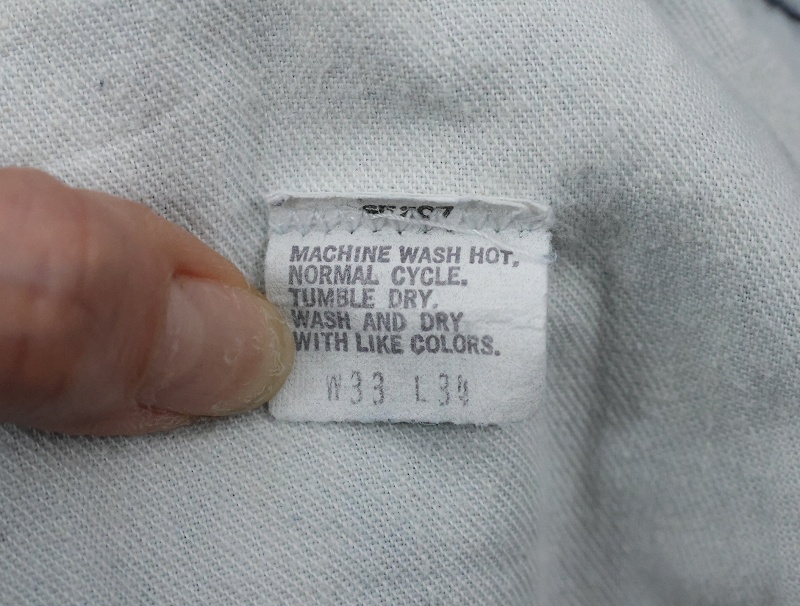 MACHINE WASH HOT,
NORMAL CYCLE.
TUMBLE DRY.
WASH AND DRY
WITH LIKE COLORS.
W33 L34